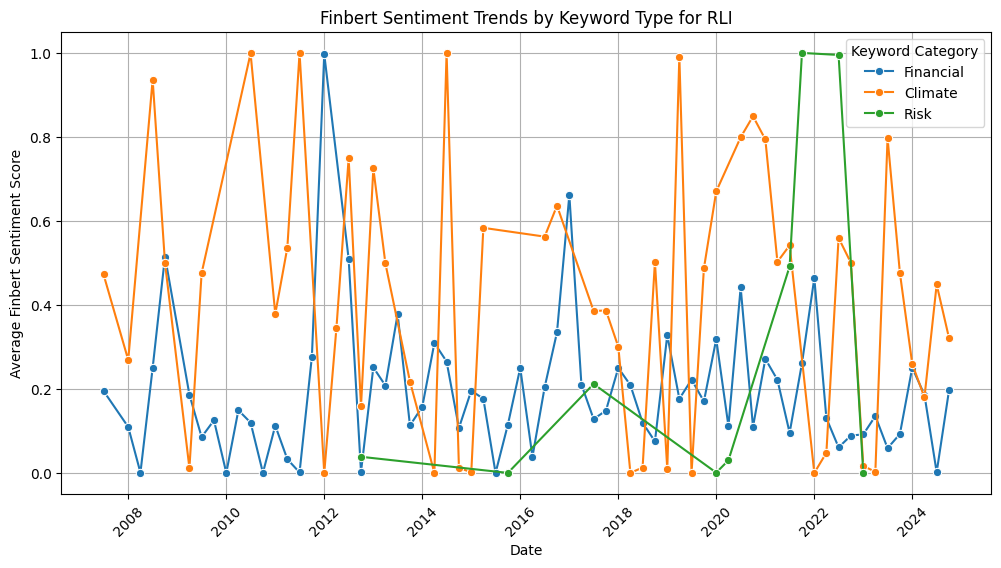 Finbert Sentiment Trends by Keyword Type for RLI
Average Finbert Sentiment Score
1.0
0.8
0.6
0.4
0.2
0.0
Keyword Category
Financial
Climate
Risk
2008
2010
2012
2014
2016
2018
2020
2022
2024
Date